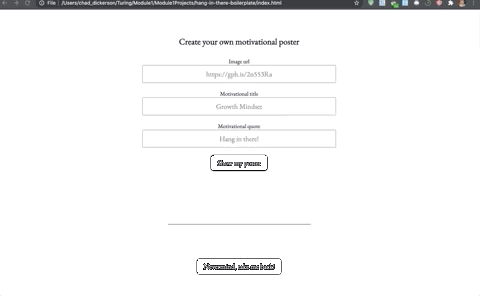 File | /Users/chad_dickerson/Turing/Module1/Module1Projects/hang-in-there-boilerplate/index.html
Create your own motivational poster
Image url
https://gph.is/2n553Ra
Motivational title
Growth Mindset
Motivational quote
Hang in there!
Show my poster
Nevermind, take me back!